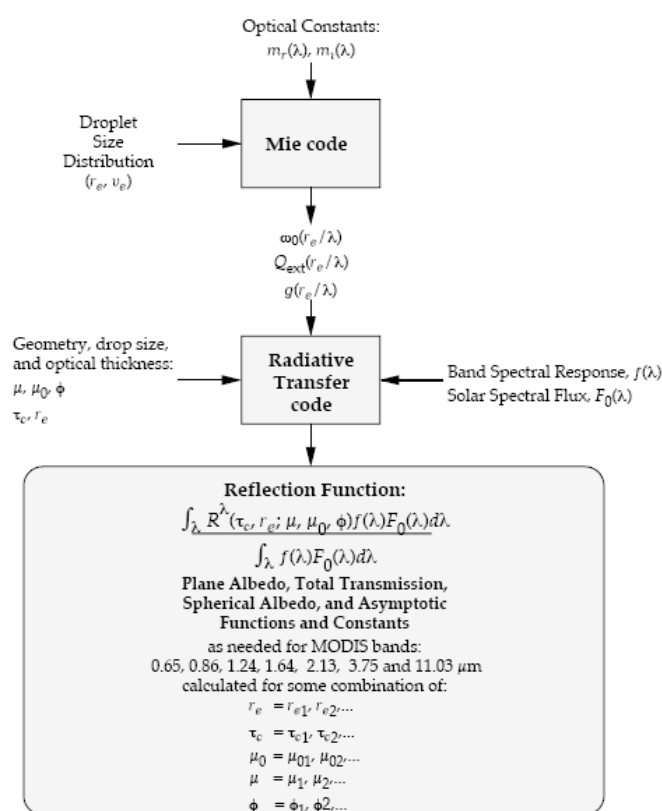 Optical Constants:
m_r(λ), m_i(λ)
Droplet
Size
Distribution
(r_e, υ_e)
Mie code
ω0(r_e/λ)
Q_ext(r_e/λ)
g(r_e/λ)
Geometry, drop size,
and optical thickness:
μ, μ_0, ϕ
τ_c, r_e
Radiative
Transfer
code
Band Spectral Response, f(λ)
Solar Spectral Flux, F_0(λ)
Reflection Function:
∫_λ R^λ(τ_c, r_e; μ, μ_0, ϕ)f(λ)F_0(λ)dλ
∫_λ f(λ)F_0(λ)dλ
Plane Albedo, Total Transmission,
Spherical Albedo, and Asymptotic
Functions and Constants
as needed for MODIS bands:
0.65, 0.86, 1.24, 1.64, 2.13, 3.75 and 11.03 μm
calculated for some combination of:
r_e = r_e1, r_e2,...
τ_c = τ_c1, τ_c2,...
μ_0 = μ_01, μ_02,...
μ = μ_1, μ_2,...
ϕ = ϕ_1, ϕ2,...